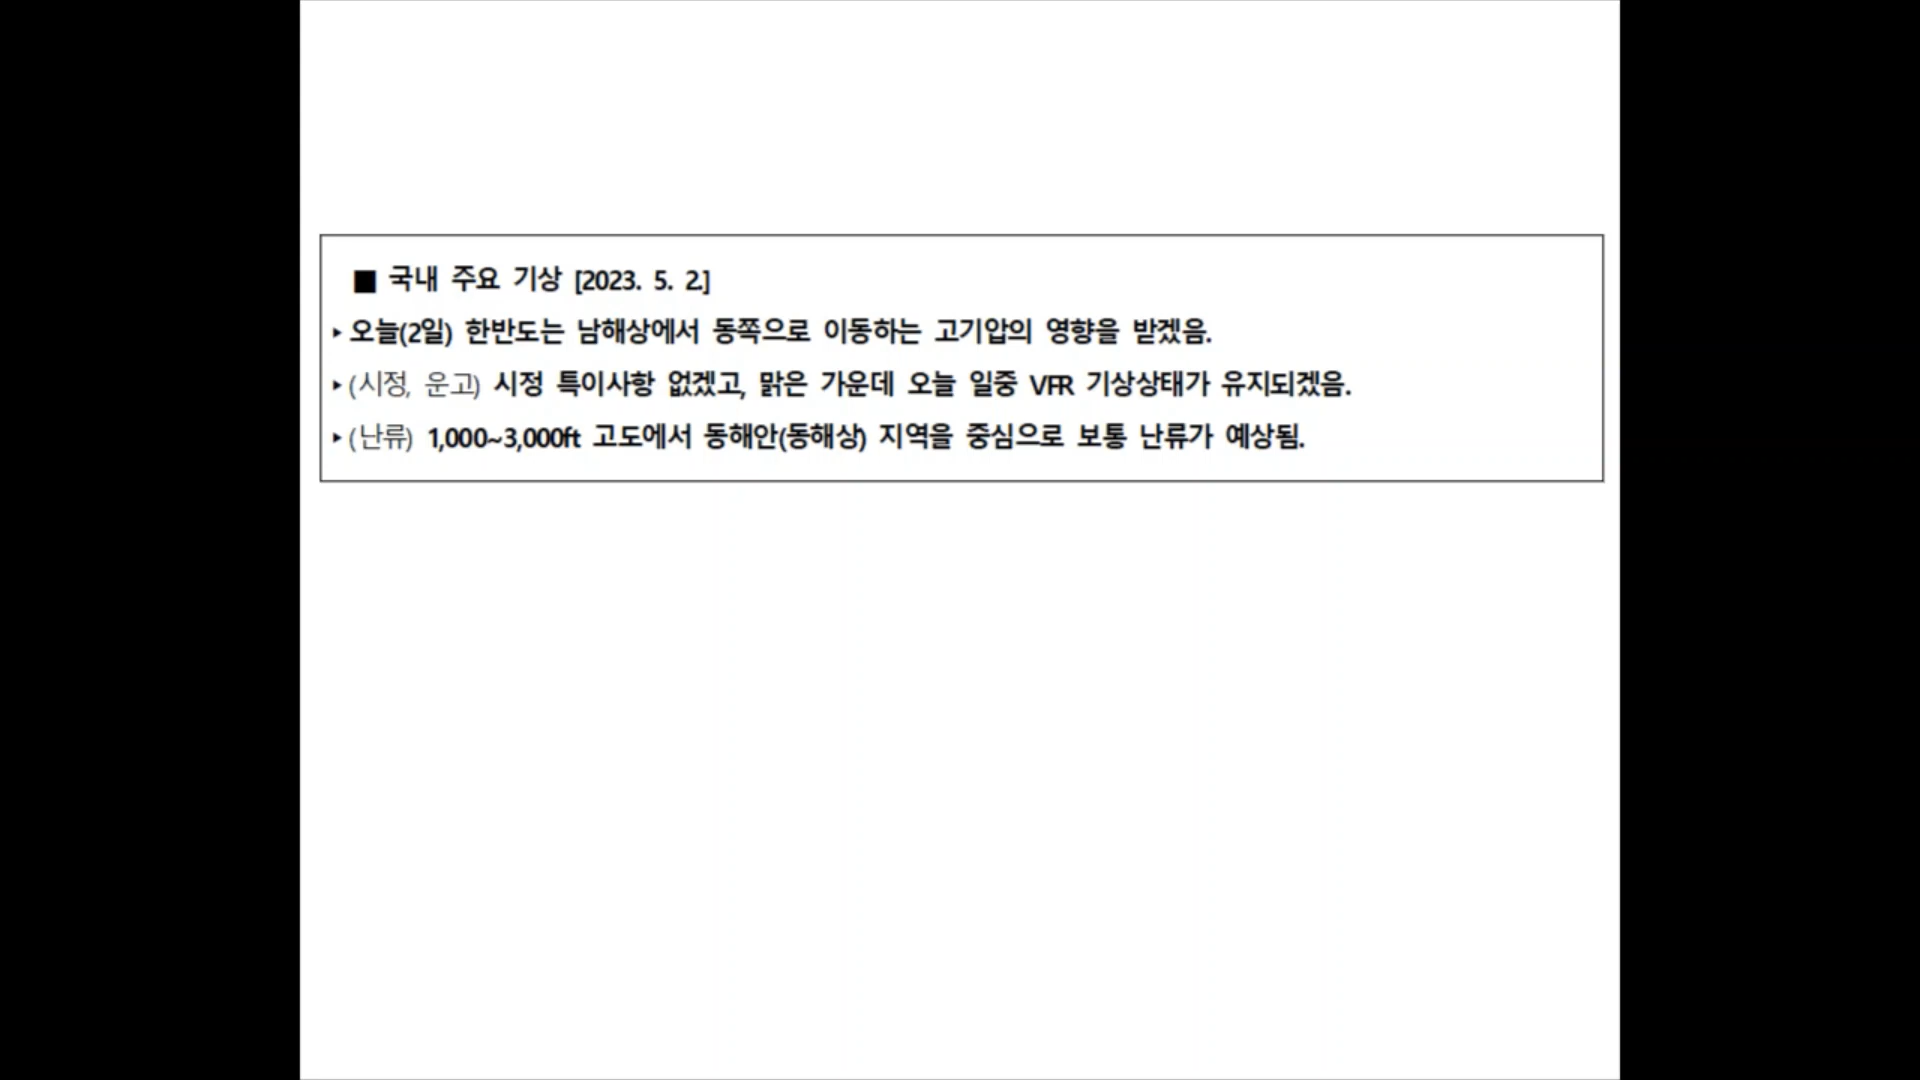 ■ 국내 주요 기상 [2023. 5. 2.]
‣ 오늘(2일) 한반도는 남해상에서 동쪽으로 이동하는 고기압의 영향을 받겠음.
‣ (시정, 운고) 시정 특이사항 없겠고, 맑은 가운데 오늘 일중 VFR 기상상태가 유지되겠음.
‣ (난류) 1,000~3,000ft 고도에서 동해안(동해상) 지역을 중심으로 보통 난류가 예상됨.